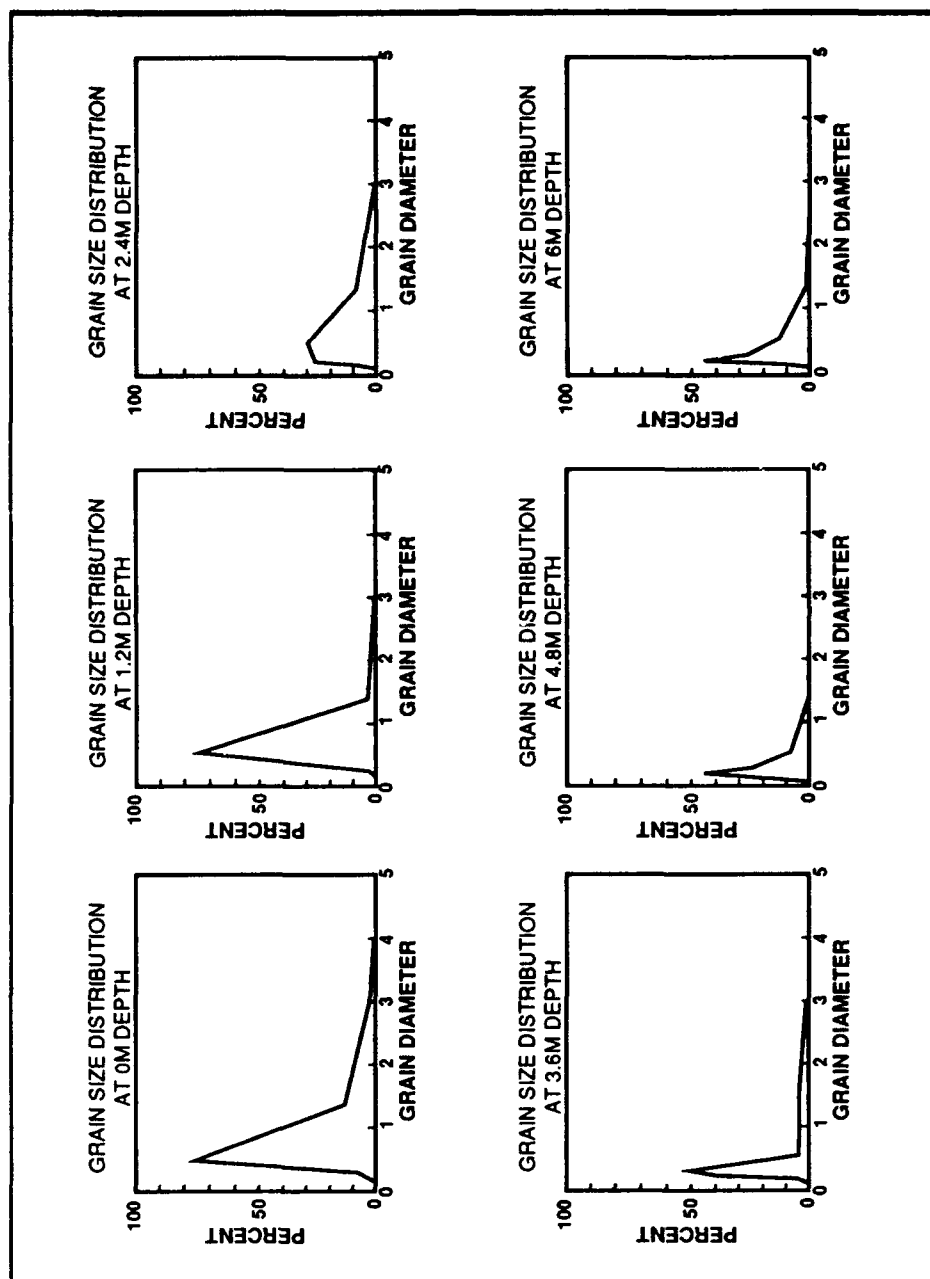 GRAIN SIZE DISTRIBUTION
AT 0M DEPTH
PERCENT
100
50
0
0 1 2 3 4 5
GRAIN DIAMETER
GRAIN SIZE DISTRIBUTION
AT 1.2M DEPTH
PERCENT
100
50
0
0 1 2 3 4 5
GRAIN DIAMETER
GRAIN SIZE DISTRIBUTION
AT 2.4M DEPTH
PERCENT
100
50
0
0 1 2 3 4 5
GRAIN DIAMETER
GRAIN SIZE DISTRIBUTION
AT 3.6M DEPTH
PERCENT
100
50
0
0 1 2 3 4 5
GRAIN DIAMETER
GRAIN SIZE DISTRIBUTION
AT 4.8M DEPTH
PERCENT
100
50
0
0 1 2 3 4 5
GRAIN DIAMETER
GRAIN SIZE DISTRIBUTION
AT 6M DEPTH
PERCENT
100
50
0
0 1 2 3 4 5
GRAIN DIAMETER